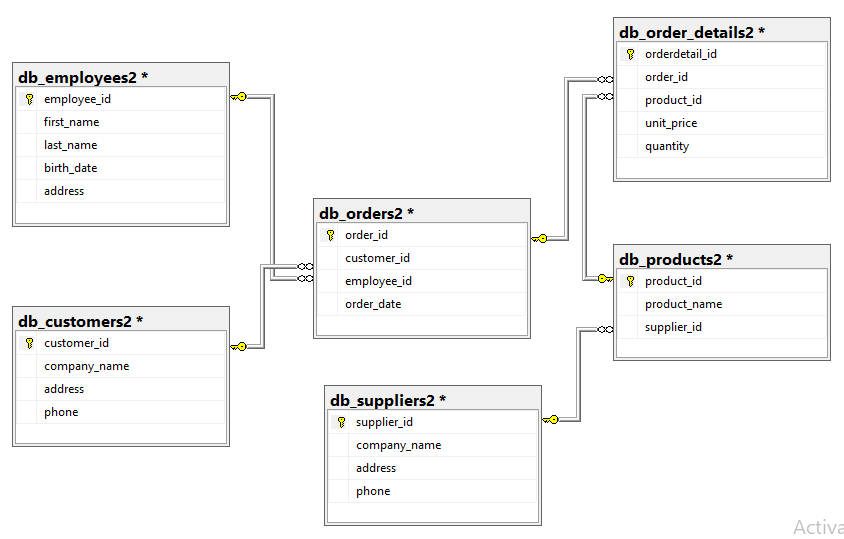 db_employees2 *
employee_id
first_name
last_name
birth_date
address
db_customers2 *
customer_id
company_name
address
phone
db_orders2 *
order_id
customer_id
employee_id
order_date
db_suppliers2 *
supplier_id
company_name
address
phone
db_order_details2 *
orderdetail_id
order_id
product_id
unit_price
quantity
db_products2 *
product_id
product_name
supplier_id
Activa